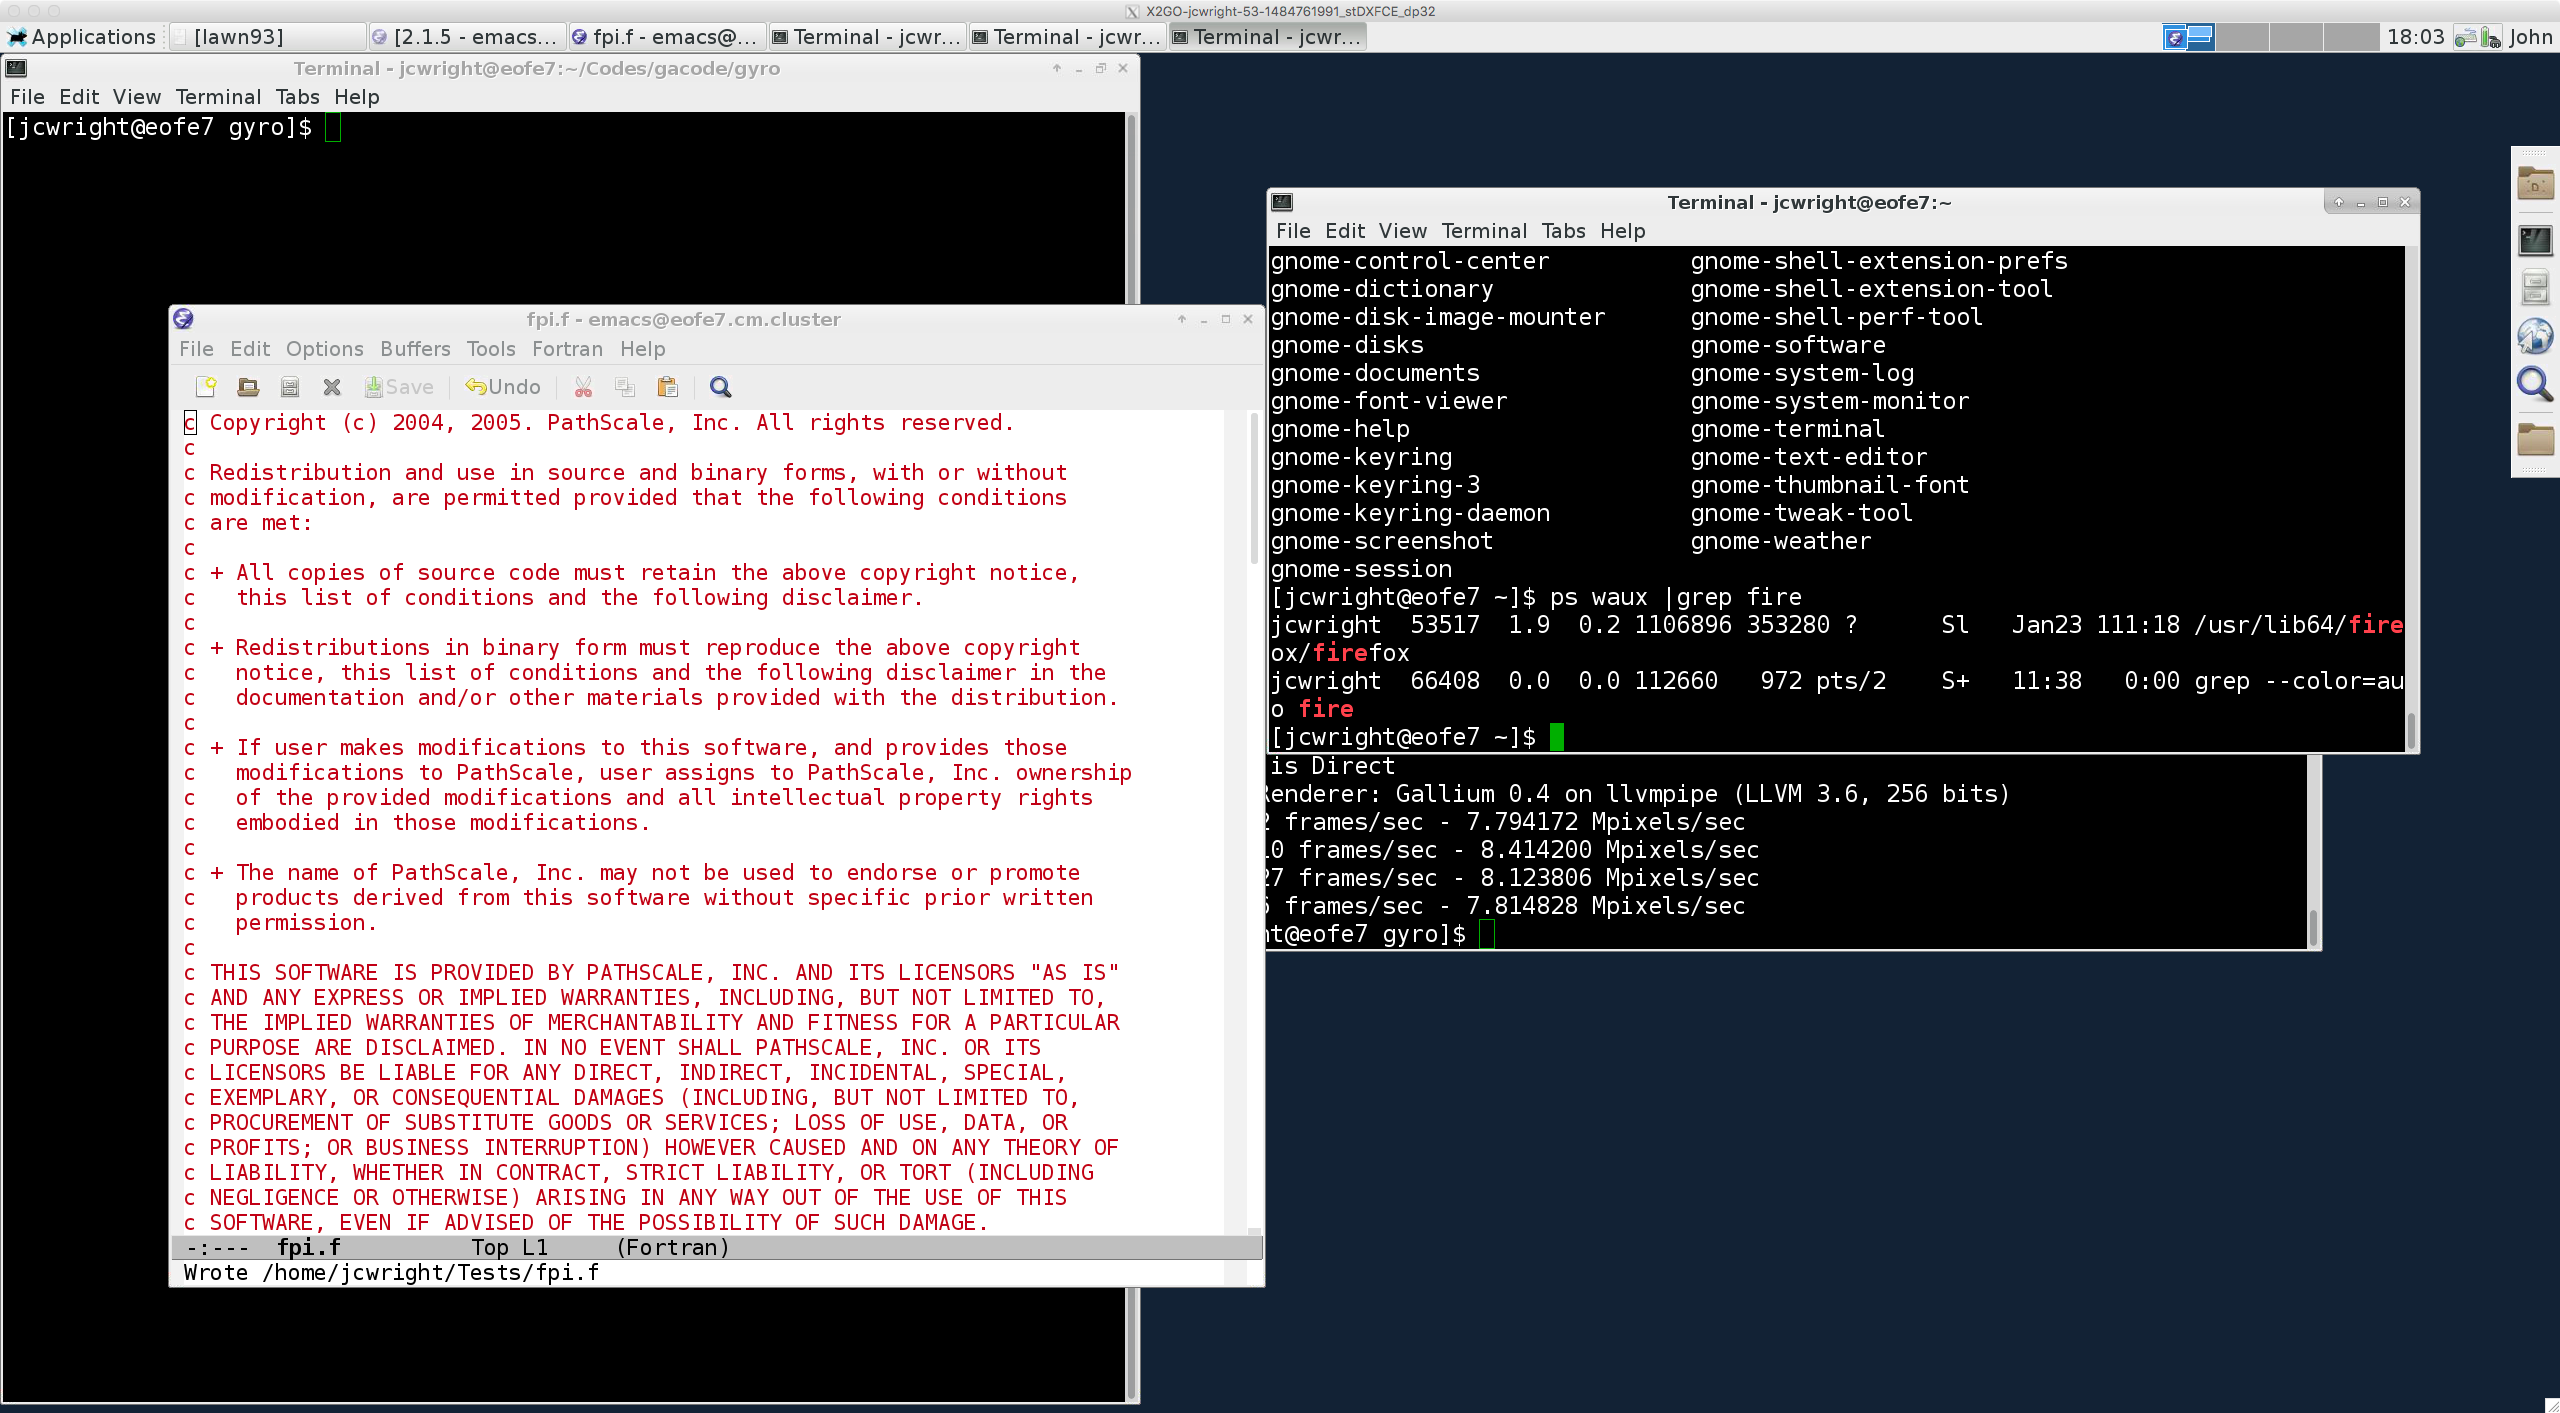 X2GO-jcwright-53-1484761991_stDXFCE_dp32
Applications [lawn93] [2.1.5 - emacs... fpi.f - emacs@... Terminal - jcwr... Terminal - jcwr... Terminal - jcwr... 18:03 John
Terminal - jcwright@eofe7:~/Codes/gacode/gyro
File Edit View Terminal Tabs Help
[jcwright@eofe7 gyro]$
fpi.f - emacs@eofe7.cm.cluster
File Edit Options Buffers Tools Fortran Help
Save Undo
c Copyright (c) 2004, 2005. PathScale, Inc. All rights reserved.
c
c Redistribution and use in source and binary forms, with or without
c modification, are permitted provided that the following conditions
c are met:
c
c + All copies of source code must retain the above copyright notice,
c   this list of conditions and the following disclaimer.
c
c + Redistributions in binary form must reproduce the above copyright
c   notice, this list of conditions and the following disclaimer in the
c   documentation and/or other materials provided with the distribution.
c
c + If user makes modifications to this software, and provides those
c   modifications to PathScale, user assigns to PathScale, Inc. ownership
c   of the provided modifications and all intellectual property rights
c   embodied in those modifications.
c
c + The name of PathScale, Inc. may not be used to endorse or promote
c   products derived from this software without specific prior written
c   permission.
c
c THIS SOFTWARE IS PROVIDED BY PATHSCALE, INC. AND ITS LICENSORS "AS IS"
c AND ANY EXPRESS OR IMPLIED WARRANTIES, INCLUDING, BUT NOT LIMITED TO,
c THE IMPLIED WARRANTIES OF MERCHANTABILITY AND FITNESS FOR A PARTICULAR
c PURPOSE ARE DISCLAIMED. IN NO EVENT SHALL PATHSCALE, INC. OR ITS
c LICENSORS BE LIABLE FOR ANY DIRECT, INDIRECT, INCIDENTAL, SPECIAL,
c EXEMPLARY, OR CONSEQUENTIAL DAMAGES (INCLUDING, BUT NOT LIMITED TO,
c PROCUREMENT OF SUBSTITUTE GOODS OR SERVICES; LOSS OF USE, DATA, OR
c PROFITS; OR BUSINESS INTERRUPTION) HOWEVER CAUSED AND ON ANY THEORY OF
c LIABILITY, WHETHER IN CONTRACT, STRICT LIABILITY, OR TORT (INCLUDING
c NEGLIGENCE OR OTHERWISE) ARISING IN ANY WAY OUT OF THE USE OF THIS
c SOFTWARE, EVEN IF ADVISED OF THE POSSIBILITY OF SUCH DAMAGE.
-:--- fpi.f Top L1 (Fortran)
Wrote /home/jcwright/Tests/fpi.f
Terminal - jcwright@eofe7:~
File Edit View Terminal Tabs Help
gnome-control-center gnome-shell-extension-prefs
gnome-dictionary gnome-shell-extension-tool
gnome-disk-image-mounter gnome-shell-perf-tool
gnome-disks gnome-software
gnome-documents gnome-system-log
gnome-font-viewer gnome-system-monitor
gnome-help gnome-terminal
gnome-keyring gnome-text-editor
gnome-keyring-3 gnome-thumbnail-font
gnome-keyring-daemon gnome-tweak-tool
gnome-screenshot gnome-weather
gnome-session
[jcwright@eofe7 ~]$ ps waux |grep fire
jcwright 53517 1.9 0.2 1106896 353280 ? Sl Jan23 111:18 /usr/lib64/fire
ox/firefox
jcwright 66408 0.0 0.0 112660 972 pts/2 S+ 11:38 0:00 grep --color=au
o fire
[jcwright@eofe7 ~]$
is Direct
Renderer: Gallium 0.4 on llvmpipe (LLVM 3.6, 256 bits)
frames/sec - 7.794172 Mpixels/sec
0 frames/sec - 8.414200 Mpixels/sec
27 frames/sec - 8.123806 Mpixels/sec
frames/sec - 7.814828 Mpixels/sec
ht@eofe7 gyro]$